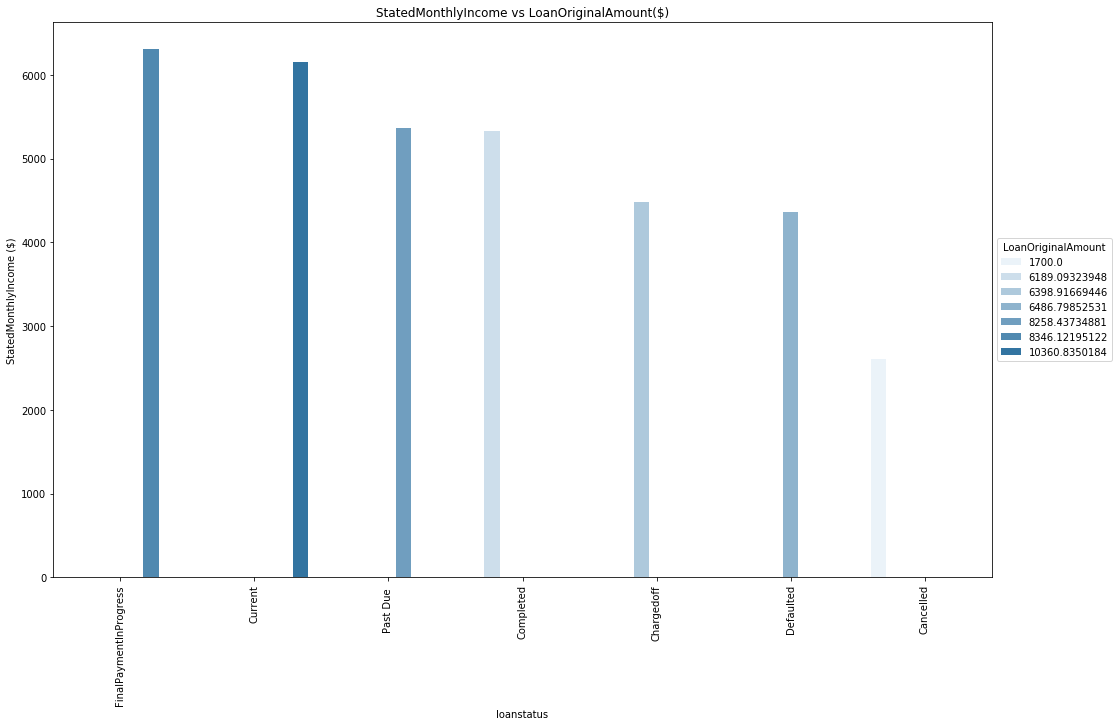 StatedMonthlyIncome vs LoanOriginalAmount($)
StatedMonthlyIncome ($)
6000
5000
4000
3000
2000
1000
0
FinalPaymentInProgress
Current
Past Due
Completed
Chargedoff
Defaulted
Cancelled
loanstatus
LoanOriginalAmount
1700.0
6189.09323948
6398.91669446
6486.79852531
8258.43734881
8346.12195122
10360.8350184